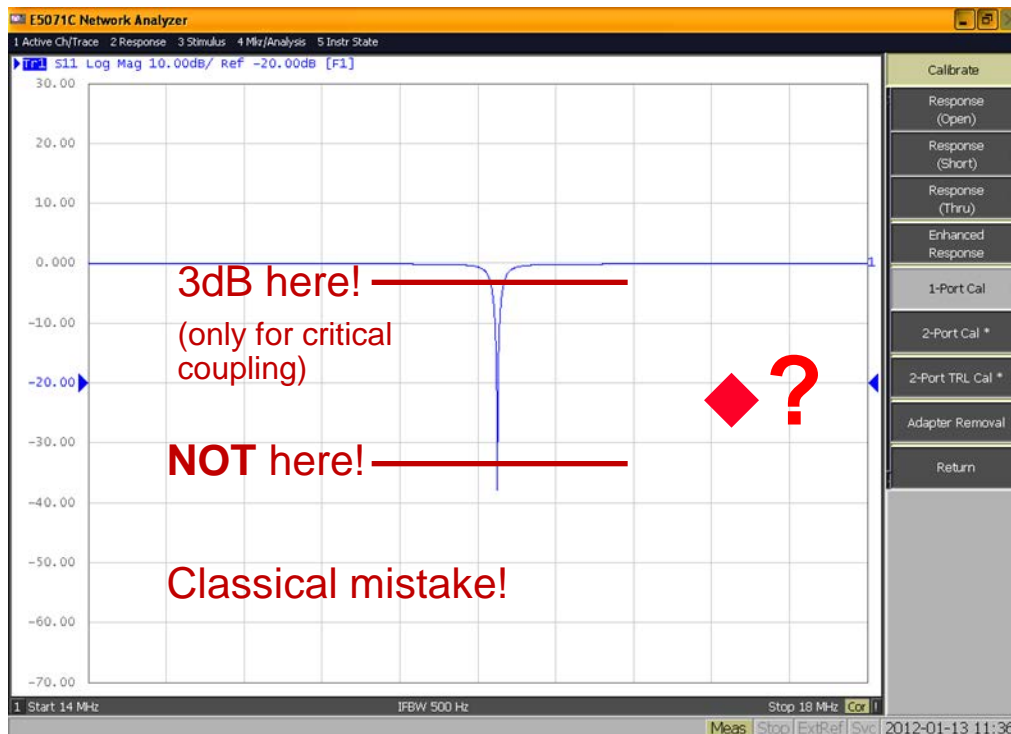 E5071C Network Analyzer
1 Active Ch/Trace 2 Response 3 Stimulus 4 Mkr/Analysis 5 Instr State
Tr1 S11 Log Mag 10.00dB/ Ref -20.00dB [F1]
30.00
20.00
10.00
0.000
-10.00
-20.00
-30.00
-40.00
-50.00
-60.00
-70.00
1
3dB here!
(only for critical
coupling)
?
NOT here!
Classical mistake!
Calibrate
Response
(Open)
Response
(Short)
Response
(Thru)
Enhanced
Response
1-Port Cal
2-Port Cal *
2-Port TRL Cal *
Adapter Removal
Return
1 Start 14 MHz IFBW 500 Hz Stop 18 MHz Cor !
Meas Stop ExtRef Svc 2012-01-13 11:36